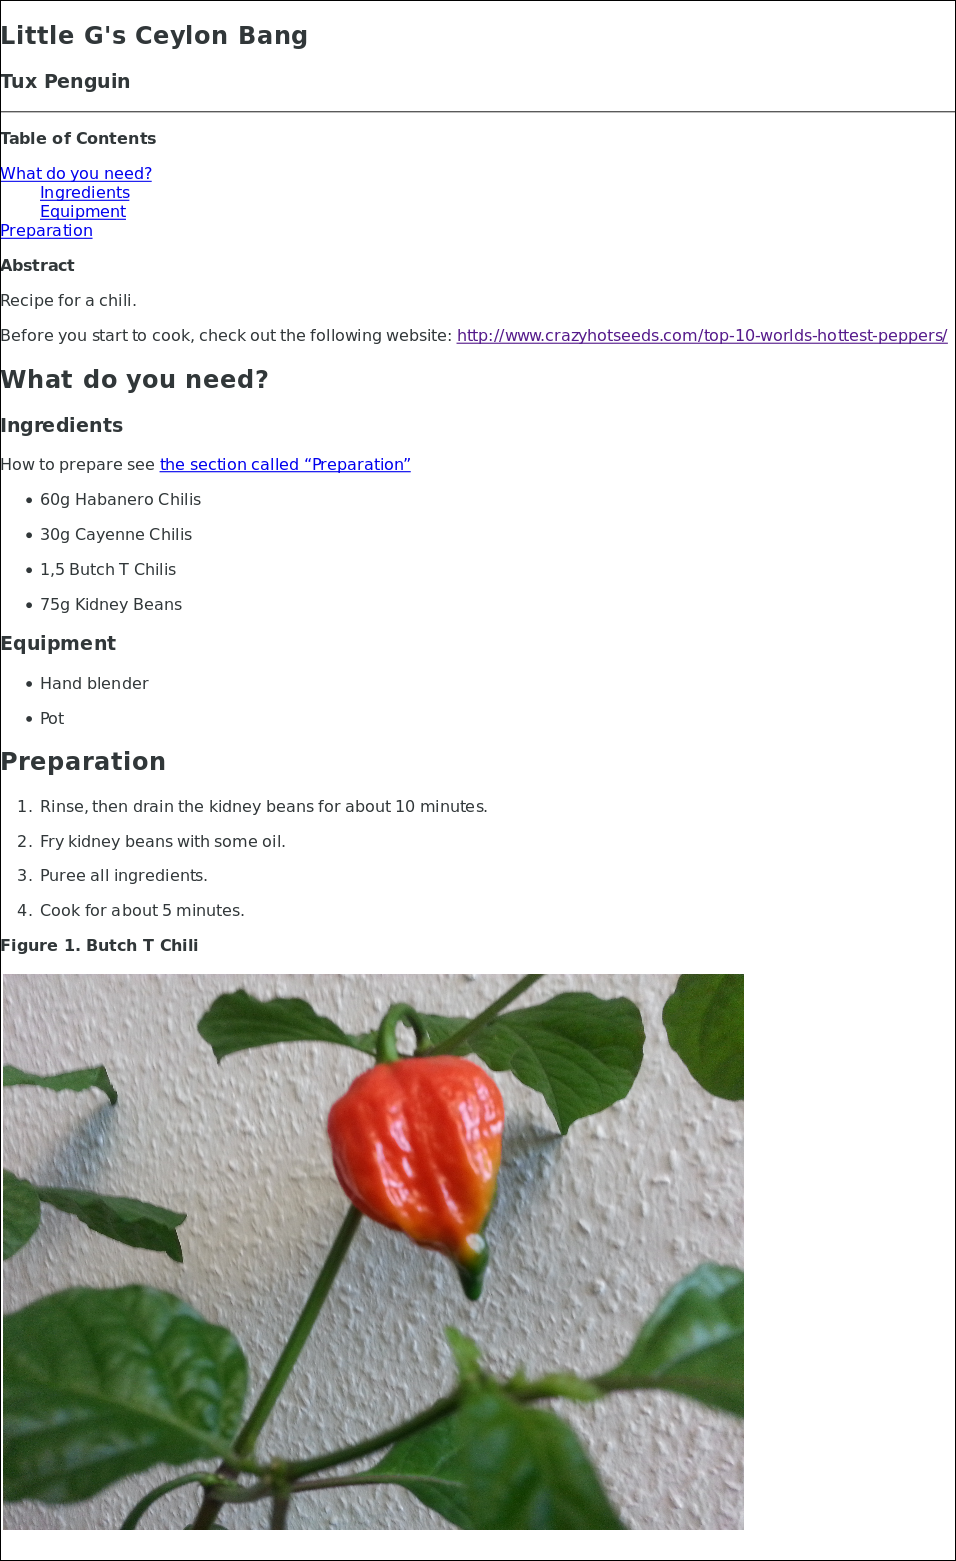 Little G's Ceylon Bang
Tux Penguin
Table of Contents
What do you need?
Ingredients
Equipment
Preparation
Abstract
Recipe for a chili.
Before you start to cook, check out the following website: http://www.crazyhotseeds.com/top-10-worlds-hottest-peppers/
What do you need?
Ingredients
How to prepare see the section called “Preparation”
• 60g Habanero Chilis
• 30g Cayenne Chilis
• 1,5 Butch T Chilis
• 75g Kidney Beans
Equipment
• Hand blender
• Pot
Preparation
1. Rinse, then drain the kidney beans for about 10 minutes.
2. Fry kidney beans with some oil.
3. Puree all ingredients.
4. Cook for about 5 minutes.
Figure 1. Butch T Chili